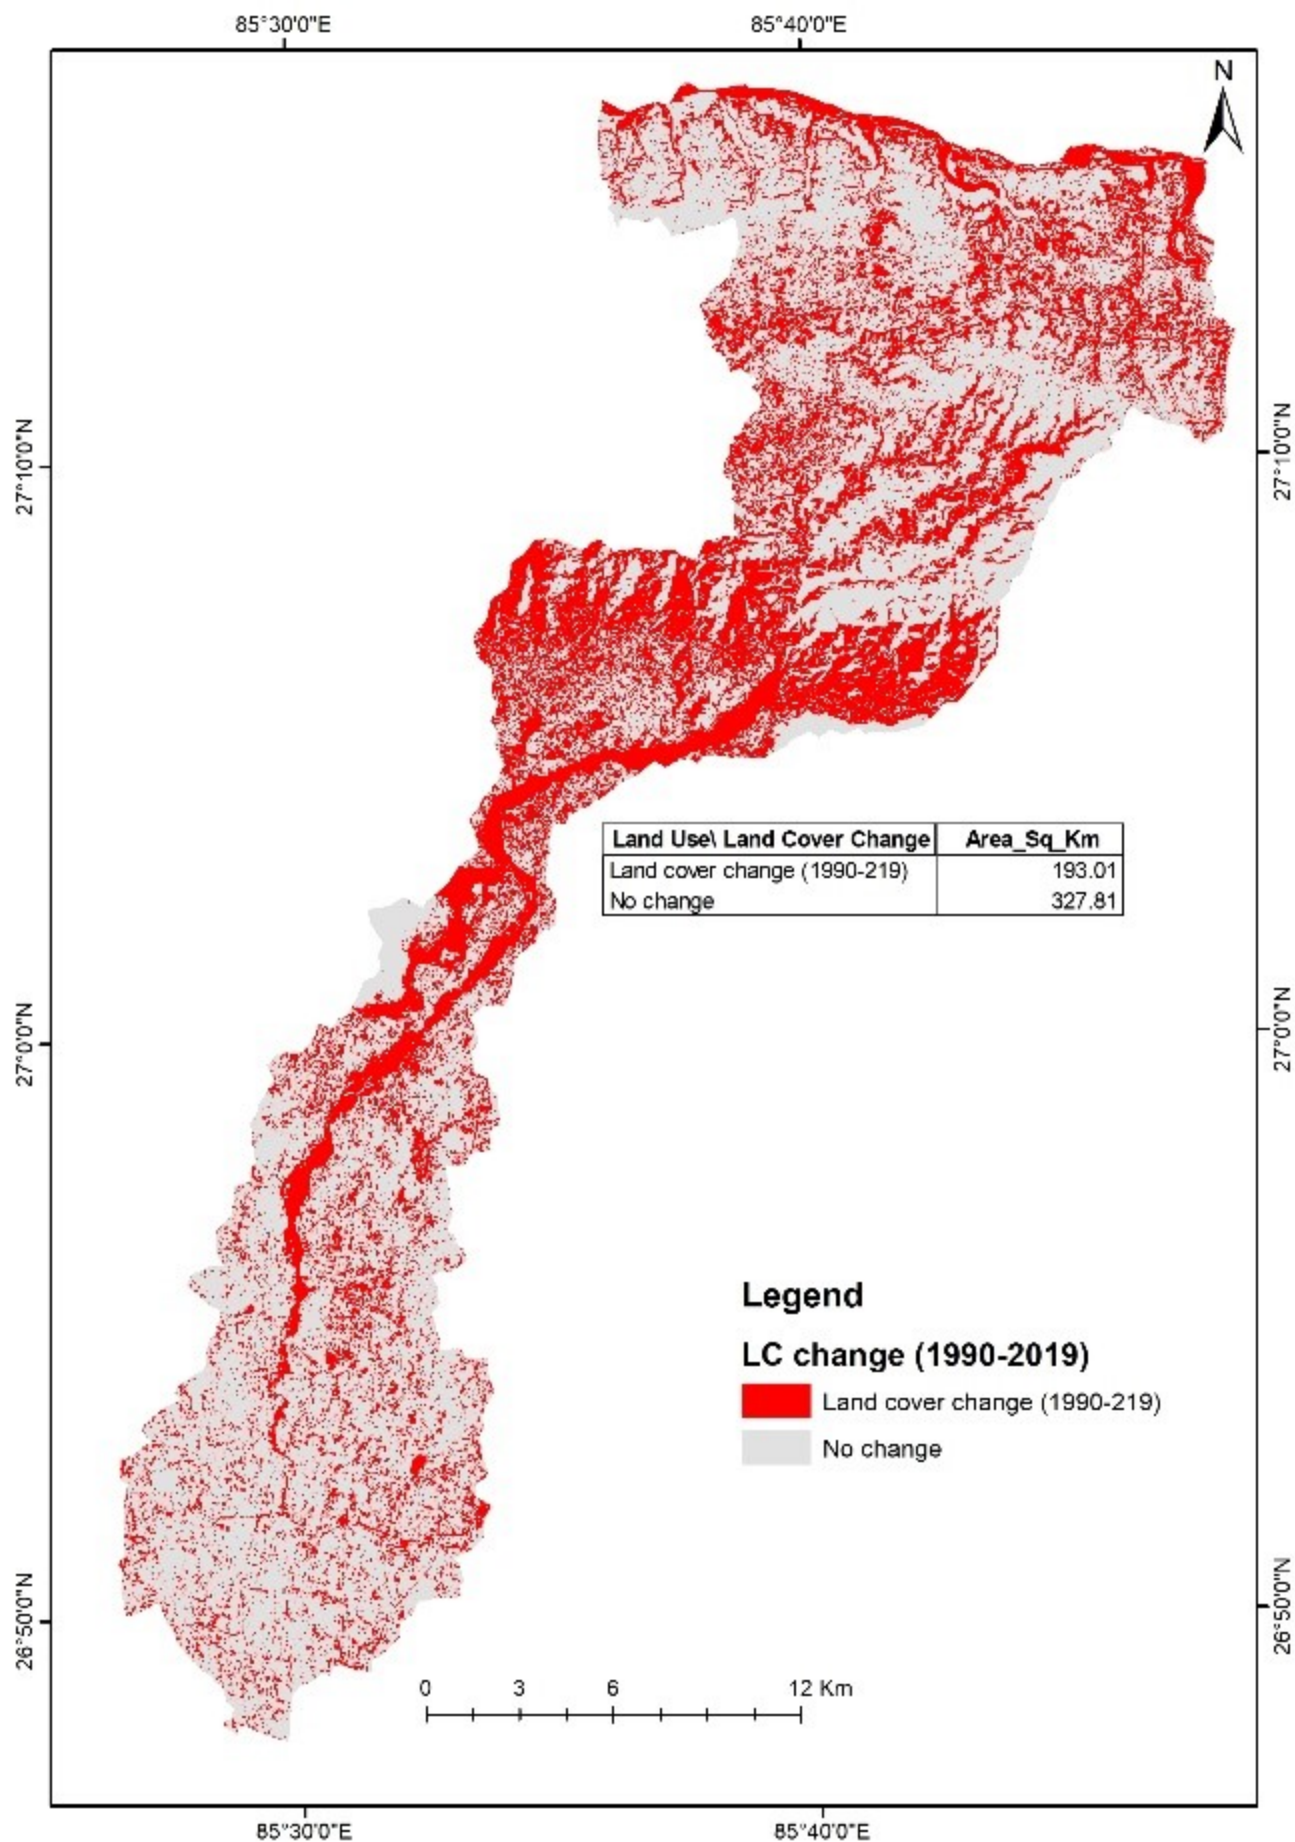 85°30'0"E 85°40'0"E
N
27°10'0"N 27°10'0"N
Land Use\ Land Cover Change Area_Sq_Km
Land cover change (1990-219) 193.01
No change 327.81
27°0'0"N 27°0'0"N
Legend
LC change (1990-2019)
Land cover change (1990-219)
No change
26°50'0"N 26°50'0"N
0 3 6 12 Km
85°30'0"E 85°40'0"E